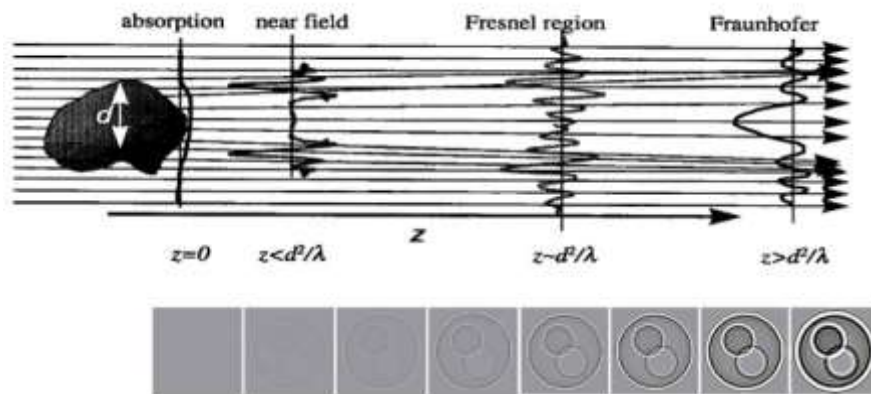 absorption near field Fresnel region Fraunhofer
d
z
z=0 z<d²/λ z~d²/λ z>d²/λ